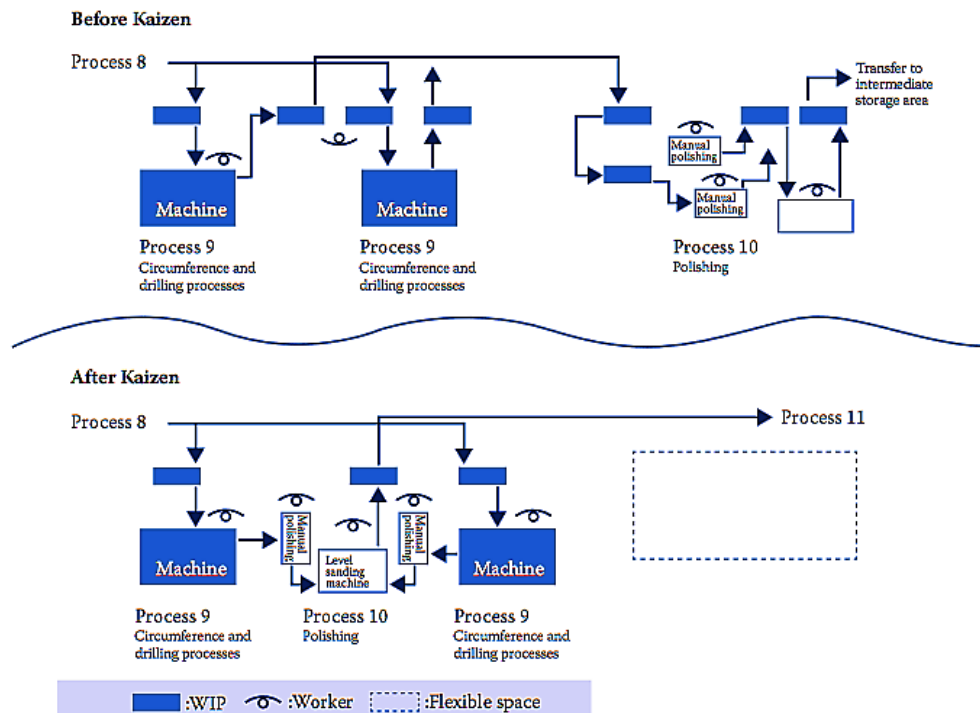 Before Kaizen
Process 8
Transfer to
intermediate
storage area
Manual
polishing
Manual
polishing
Machine
Machine
Process 9
Circumference and
drilling processes
Process 9
Circumference and
drilling processes
Process 10
Polishing
After Kaizen
Process 8
Process 11
Manual
polishing
Manual
polishing
Machine
Level
sanding
machine
Machine
Process 9
Circumference and
drilling processes
Process 10
Polishing
Process 9
Circumference and
drilling processes
:WIP :Worker :Flexible space